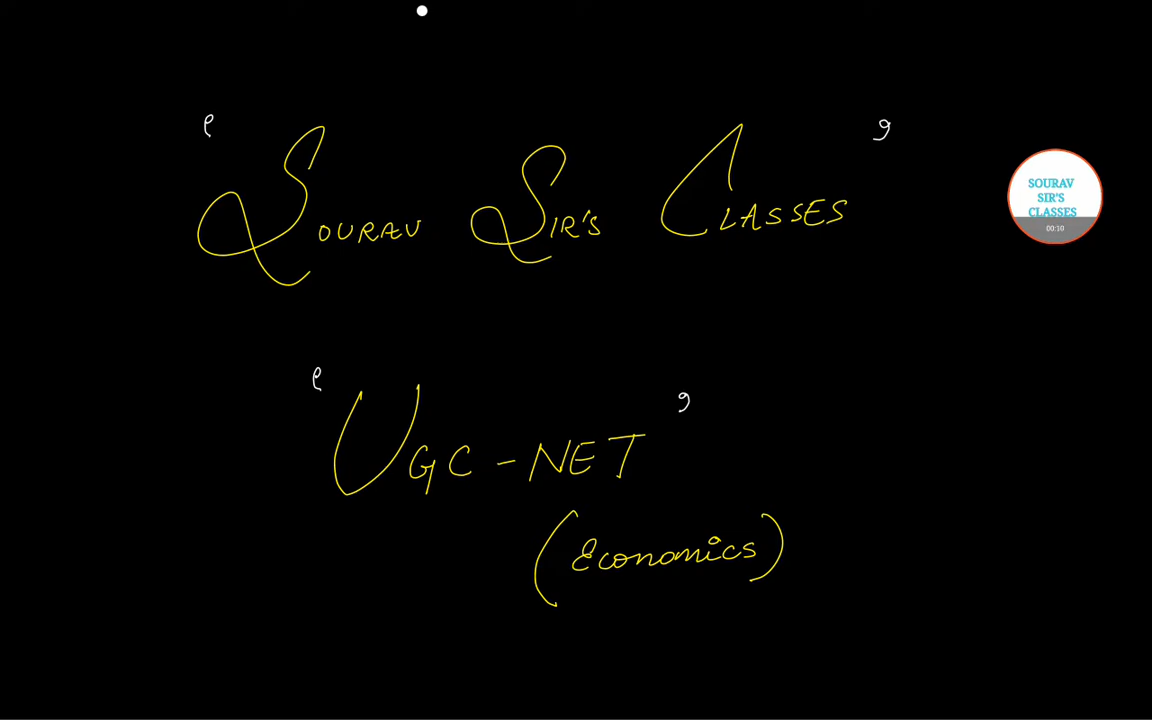 ‘SOURAV SIR'S CLASSES’
‘UGC-NET’
(Economics)
SOURAV
SIR'S
CLASSES
00:10